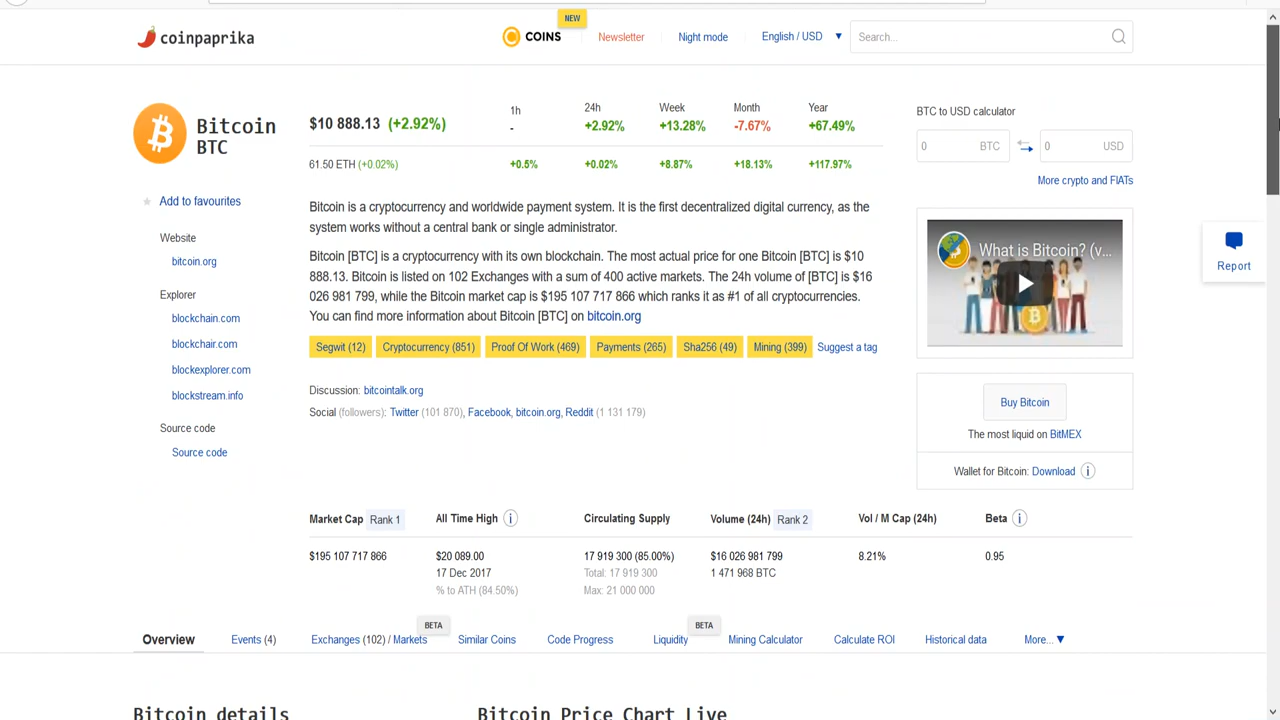 NEW
coinpaprika
COINS
Newsletter
Night mode
English / USD ▼
Search...
Bitcoin
BTC
$10 888.13 (+2.92%)
1h
24h
Week
Month
Year
-
+2.92%
+13.28%
-7.67%
+67.49%
61.50 ETH (+0.02%)
+0.5%
+0.02%
+8.87%
+18.13%
+117.97%
BTC to USD calculator
0 BTC
0 USD
More crypto and FIATs
Add to favourites
Website
bitcoin.org
Explorer
blockchain.com
blockchair.com
blockexplorer.com
blockstream.info
Source code
Source code
Bitcoin is a cryptocurrency and worldwide payment system. It is the first decentralized digital currency, as the
system works without a central bank or single administrator.
Bitcoin [BTC] is a cryptocurrency with its own blockchain. The most actual price for one Bitcoin [BTC] is $10
888.13. Bitcoin is listed on 102 Exchanges with a sum of 400 active markets. The 24h volume of [BTC] is $16
026 981 799, while the Bitcoin market cap is $195 107 717 866 which ranks it as #1 of all cryptocurrencies.
You can find more information about Bitcoin [BTC] on bitcoin.org
Segwit (12)
Cryptocurrency (851)
Proof Of Work (469)
Payments (265)
Sha256 (49)
Mining (399)
Suggest a tag
Discussion: bitcointalk.org
Social (followers): Twitter (101 870), Facebook, bitcoin.org, Reddit (1 131 179)
What is Bitcoin? (v...
Report
Buy Bitcoin
The most liquid on BitMEX
Wallet for Bitcoin: Download
Market Cap Rank 1
All Time High
Circulating Supply
Volume (24h) Rank 2
Vol / M Cap (24h)
Beta
$195 107 717 866
$20 089.00
17 919 300 (85.00%)
$16 026 981 799
8.21%
0.95
17 Dec 2017
Total: 17 919 300
1 471 968 BTC
% to ATH (84.50%)
Max: 21 000 000
BETA
BETA
Overview
Events (4)
Exchanges (102) / Markets
Similar Coins
Code Progress
Liquidity
Mining Calculator
Calculate ROI
Historical data
More... ▼
Bitcoin details
Bitcoin Price Chart Live